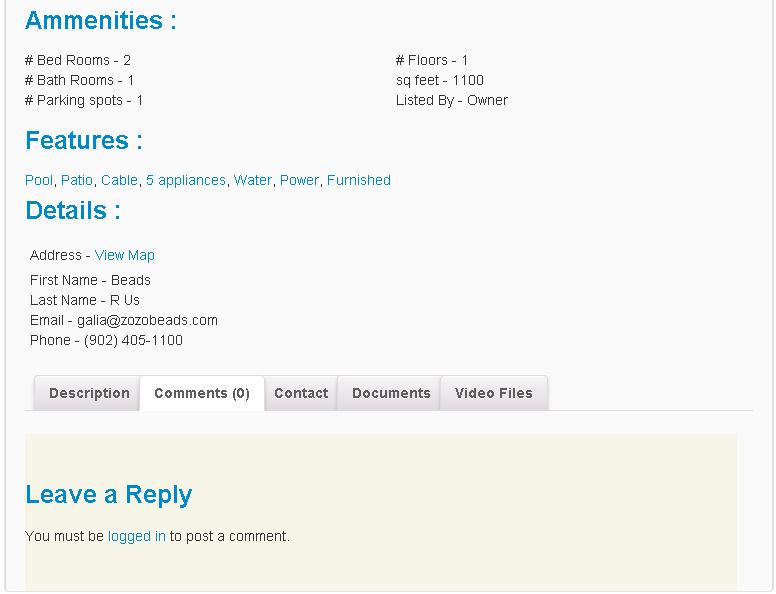 Ammenities :
# Bed Rooms - 2
# Floors - 1
# Bath Rooms - 1
sq feet - 1100
# Parking spots - 1
Listed By - Owner
Features :
Pool, Patio, Cable, 5 appliances, Water, Power, Furnished
Details :
Address - View Map
First Name - Beads
Last Name - R Us
Email - galia@zozobeads.com
Phone - (902) 405-1100
Description Comments (0) Contact Documents Video Files
Leave a Reply
You must be logged in to post a comment.